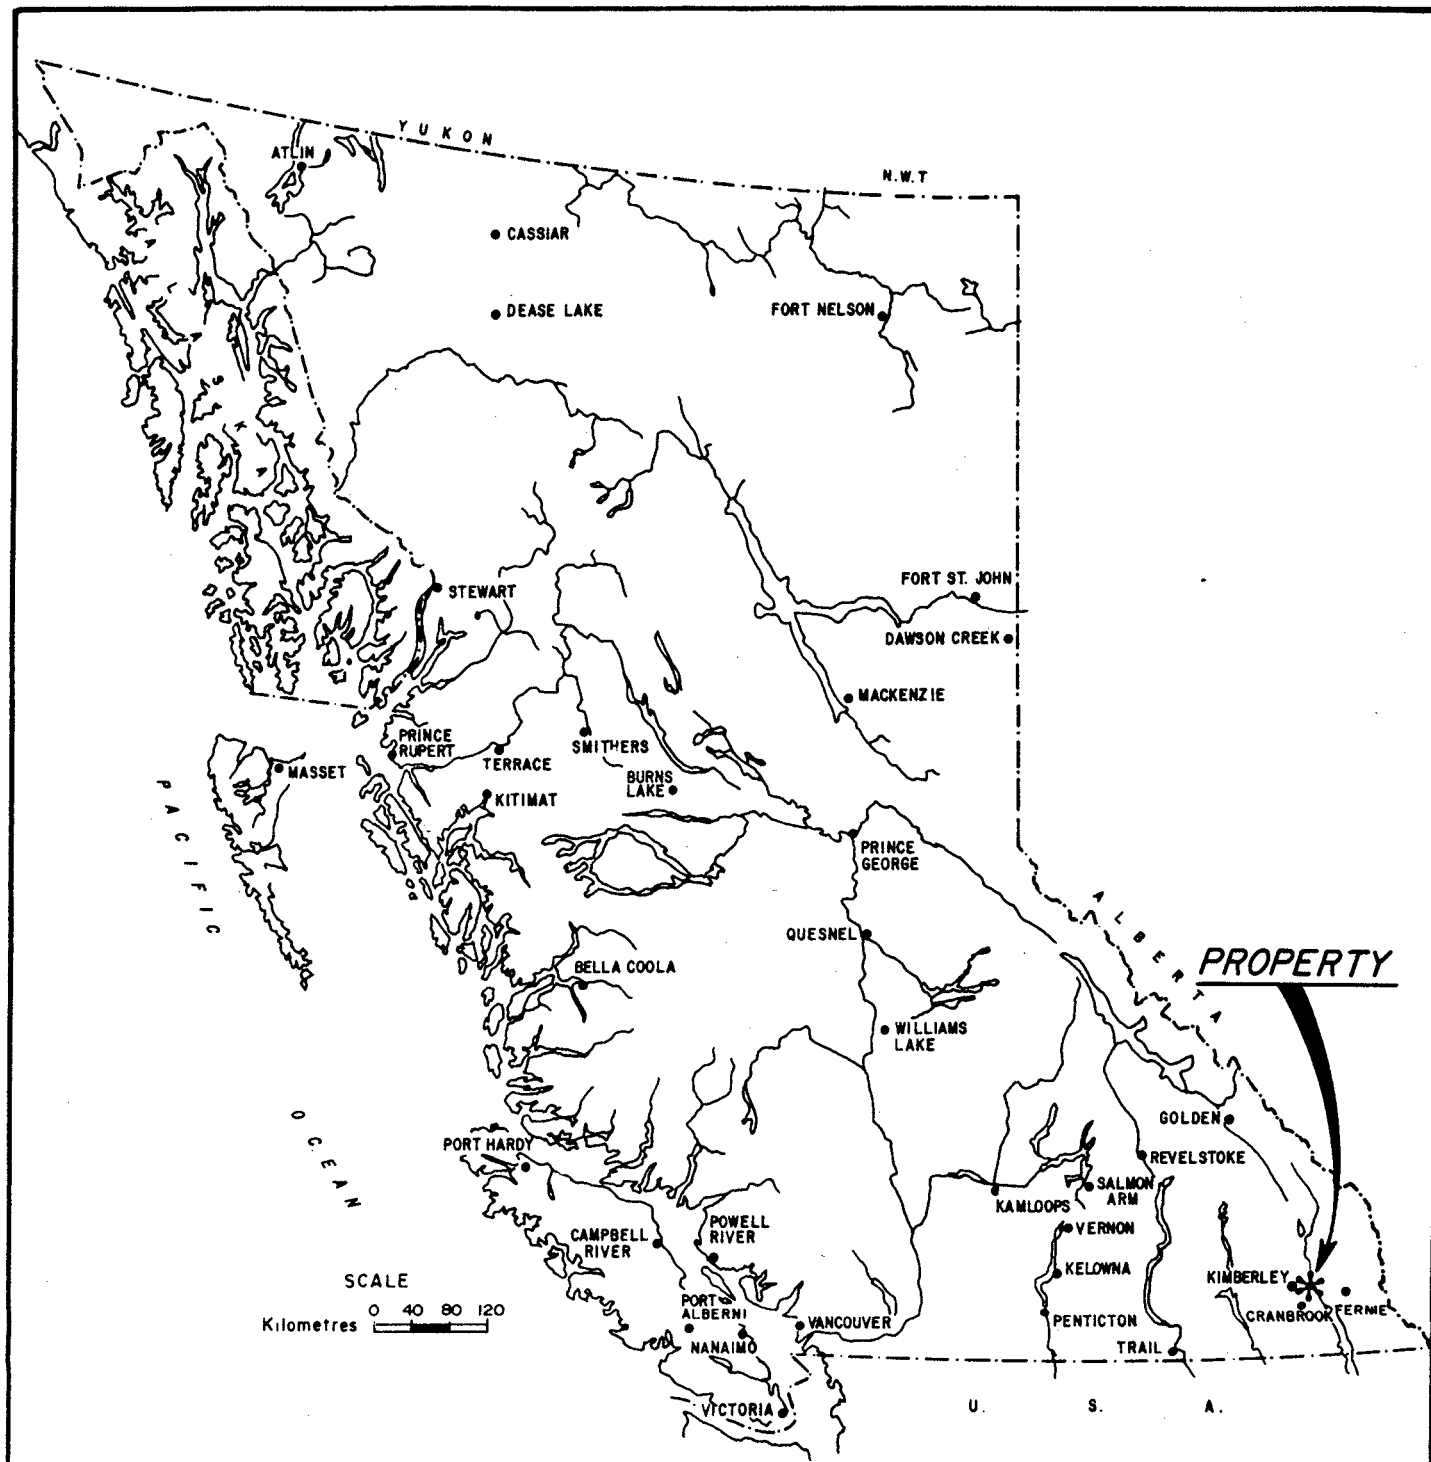 YUKON
N.W.T
ATLIN
CASSIAR
DEASE LAKE
FORT NELSON
ALASKA
STEWART
FORT ST. JOHN
DAWSON CREEK
MACKENZIE
PRINCE
RUPERT
TERRACE
SMITHERS
BURNS
LAKE
MASSET
KITIMAT
PRINCE
GEORGE
PACIFIC
ALBERTA
QUESNEL
PROPERTY
BELLA COOLA
WILLIAMS
LAKE
OCEAN
PORT HARDY
GOLDEN
REVELSTOKE
SALMON
ARM
KAMLOOPS
VERNON
POWELL
RIVER
CAMPBELL
RIVER
KELOWNA
KIMBERLEY
CRANBROOK
FERNIE
SCALE
Kilometres 0 40 80 120
PORT
ALBERNI
NANAIMO
VANCOUVER
PENTICTON
TRAIL
VICTORIA
U. S. A.